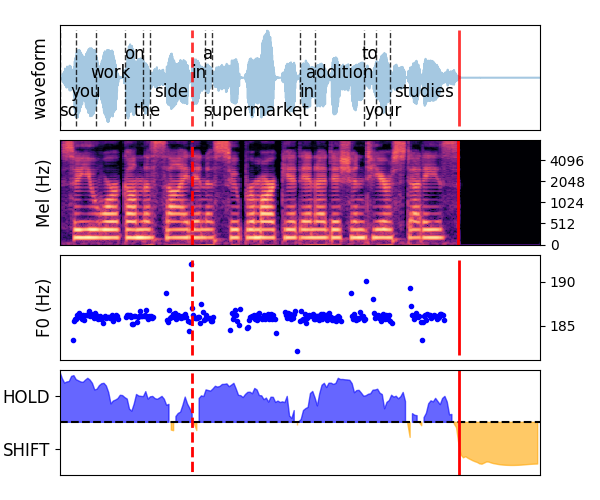 waveform
on a to
work in addition
you side in studies
so the supermarket your
Mel (Hz)
4096
2048
1024
512
0
F0 (Hz)
190
185
HOLD
SHIFT